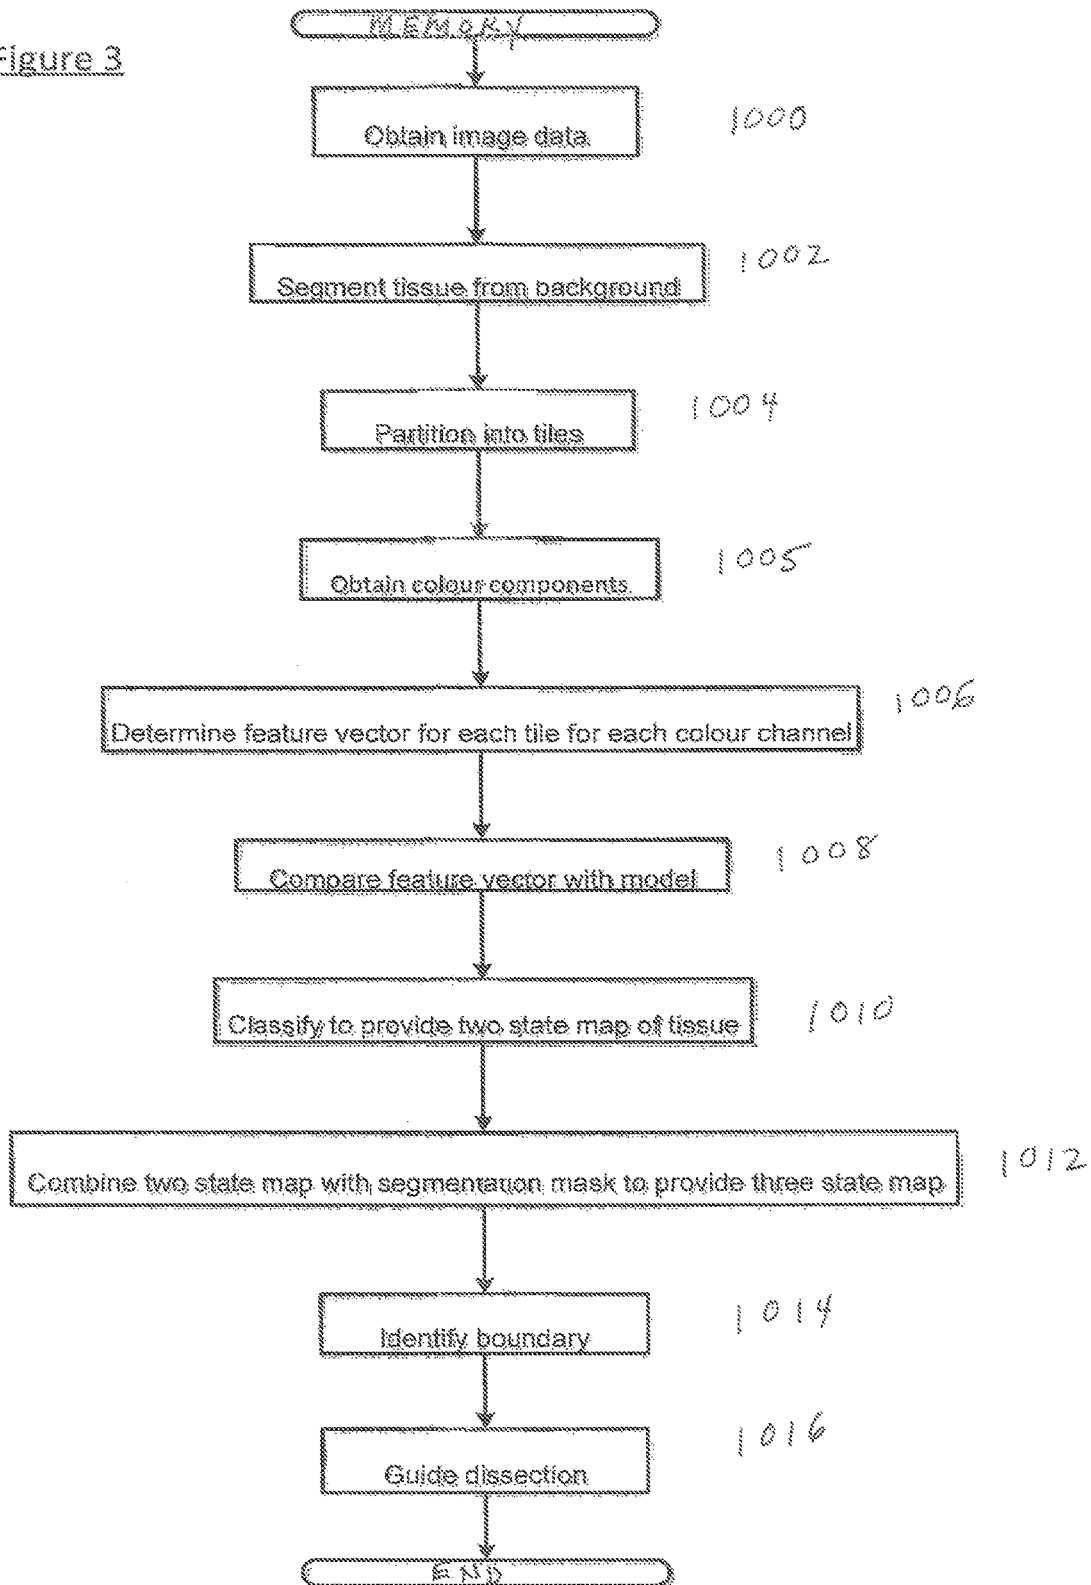 MEMORY
Figure 3
Obtain image data
1000
Segment tissue from background
1002
Partition into tiles
1004
Obtain colour components
1005
Determine feature vector for each tile for each colour channel
1006
Compare feature vector with model
1008
Classify to provide two state map of tissue
1010
Combine two state map with segmentation mask to provide three state map
1012
Identify boundary
1014
Guide dissection
1016
END